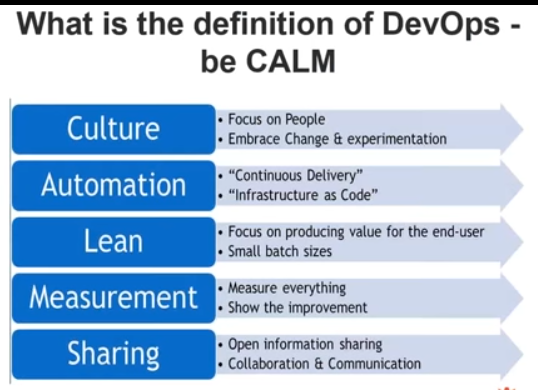 What is the definition of DevOps -
be CALM
Culture
• Focus on People
• Embrace Change & experimentation
Automation
• “Continuous Delivery”
• “Infrastructure as Code”
Lean
• Focus on producing value for the end-user
• Small batch sizes
Measurement
• Measure everything
• Show the improvement
Sharing
• Open information sharing
• Collaboration & Communication